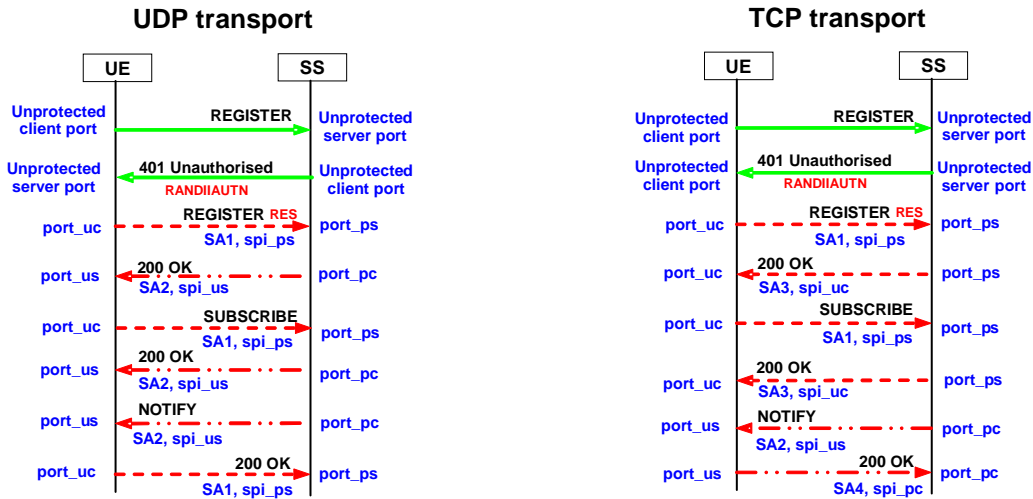 UDP transport
UE
SS
Unprotected
client port
REGISTER
Unprotected
server port
Unprotected
server port
401 Unauthorised
RANDIIAUTN
Unprotected
client port
port_uc
REGISTER RES
SA1, spi_ps
port_ps
port_us
200 OK
SA2, spi_us
port_pc
port_uc
SUBSCRIBE
SA1, spi_ps
port_ps
port_us
200 OK
SA2, spi_us
port_pc
port_us
NOTIFY
SA2, spi_us
port_pc
port_uc
200 OK
SA1, spi_ps
port_ps
TCP transport
UE
SS
Unprotected
client port
REGISTER
Unprotected
server port
Unprotected
client port
401 Unauthorised
RANDIIAUTN
Unprotected
server port
port_uc
REGISTER RES
SA1, spi_ps
port_ps
port_uc
200 OK
SA3, spi_uc
port_ps
port_uc
SUBSCRIBE
SA1, spi_ps
port_ps
port_uc
200 OK
SA3, spi_uc
port_ps
port_us
NOTIFY
SA2, spi_us
port_pc
port_us
200 OK
SA4, spi_pc
port_pc